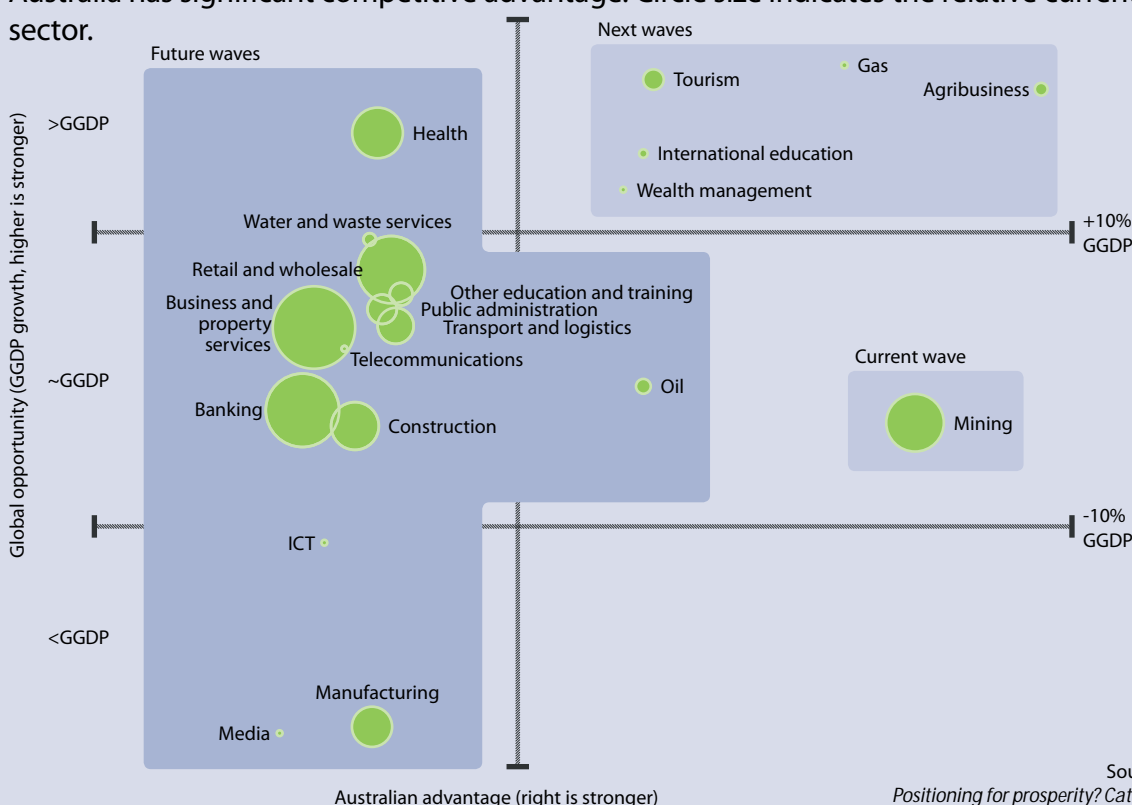 Australia has significant competitive advantage. Circle size indicates the relative current
sector.
Next waves
Future waves
Gas
Tourism
Agribusiness
>GGDP
Health
International education
Wealth management
Water and waste services
+10%
GGDP
Retail and wholesale
Other education and training
Business and
property
services
Public administration
Transport and logistics
Telecommunications
Current wave
~GGDP
Oil
Banking
Construction
Mining
Global opportunity (GGDP growth, higher is stronger)
-10%
GGDP
ICT
<GGDP
Manufacturing
Media
Australian advantage (right is stronger)
Sou
Positioning for prosperity? Cat